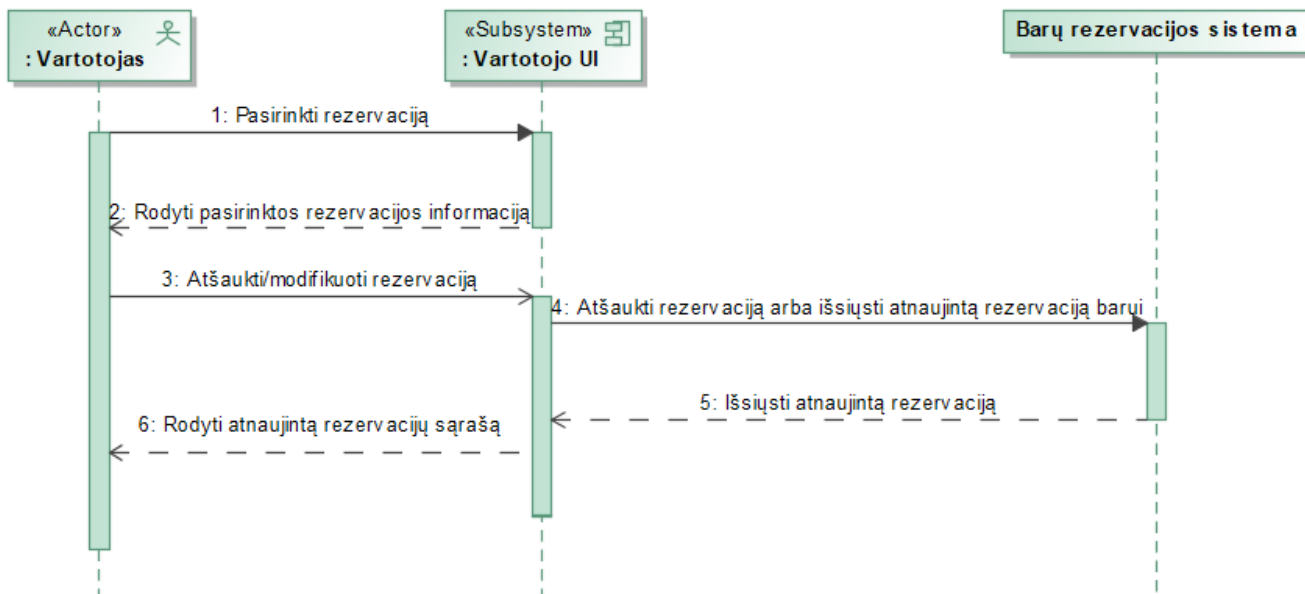 «Actor»
: Vartotojas
«Subsystem»
: Vartotojo UI
Barų rezervacijos sistema
1: Pasirinkti rezervaciją
2: Rodyti pasirinktos rezervacijos informaciją
3: Atšaukti/modifikuoti rezervaciją
4: Atšaukti rezervaciją arba išsiųsti atnaujintą rezervaciją barui
5: Išsiųsti atnaujintą rezervaciją
6: Rodyti atnaujintą rezervacijų sąrašą